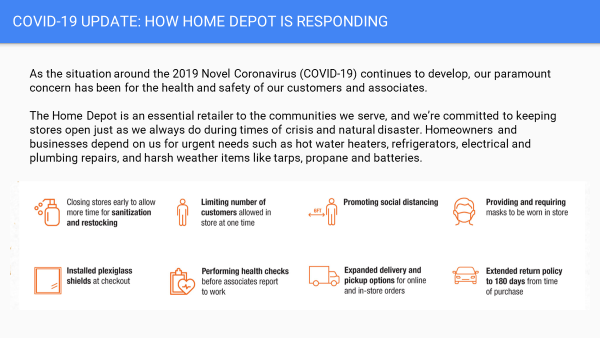 COVID-19 UPDATE: HOW HOME DEPOT IS RESPONDING
As the situation around the 2019 Novel Coronavirus (COVID-19) continues to develop, our paramount
concern has been for the health and safety of our customers and associates.
The Home Depot is an essential retailer to the communities we serve, and we're committed to keeping
stores open just as we always do during times of crisis and natural disaster. Homeowners and
businesses depend on us for urgent needs such as hot water heaters, refrigerators, electrical and
plumbing repairs, and harsh weather items like tarps, propane and batteries.
Closing stores early to allow
more time for sanitization
and restocking
Limiting number of
customers allowed in
store at one time
6FT
Promoting social distancing
Providing and requiring
masks to be worn in store
Installed plexiglass
shields at checkout
Performing health checks
before associates report
to work
Expanded delivery and
pickup options for online
and in-store orders
Extended return policy
to 180 days from time
of purchase